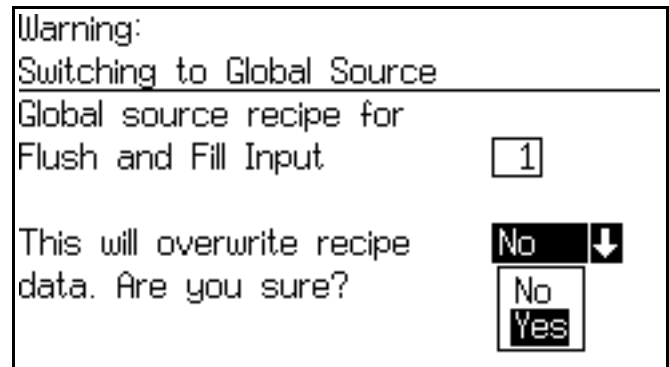 Warning:
Switching to Global Source
Global source recipe for
Flush and Fill Input 1
This will overwrite recipe No
data. Are you sure? No
Yes